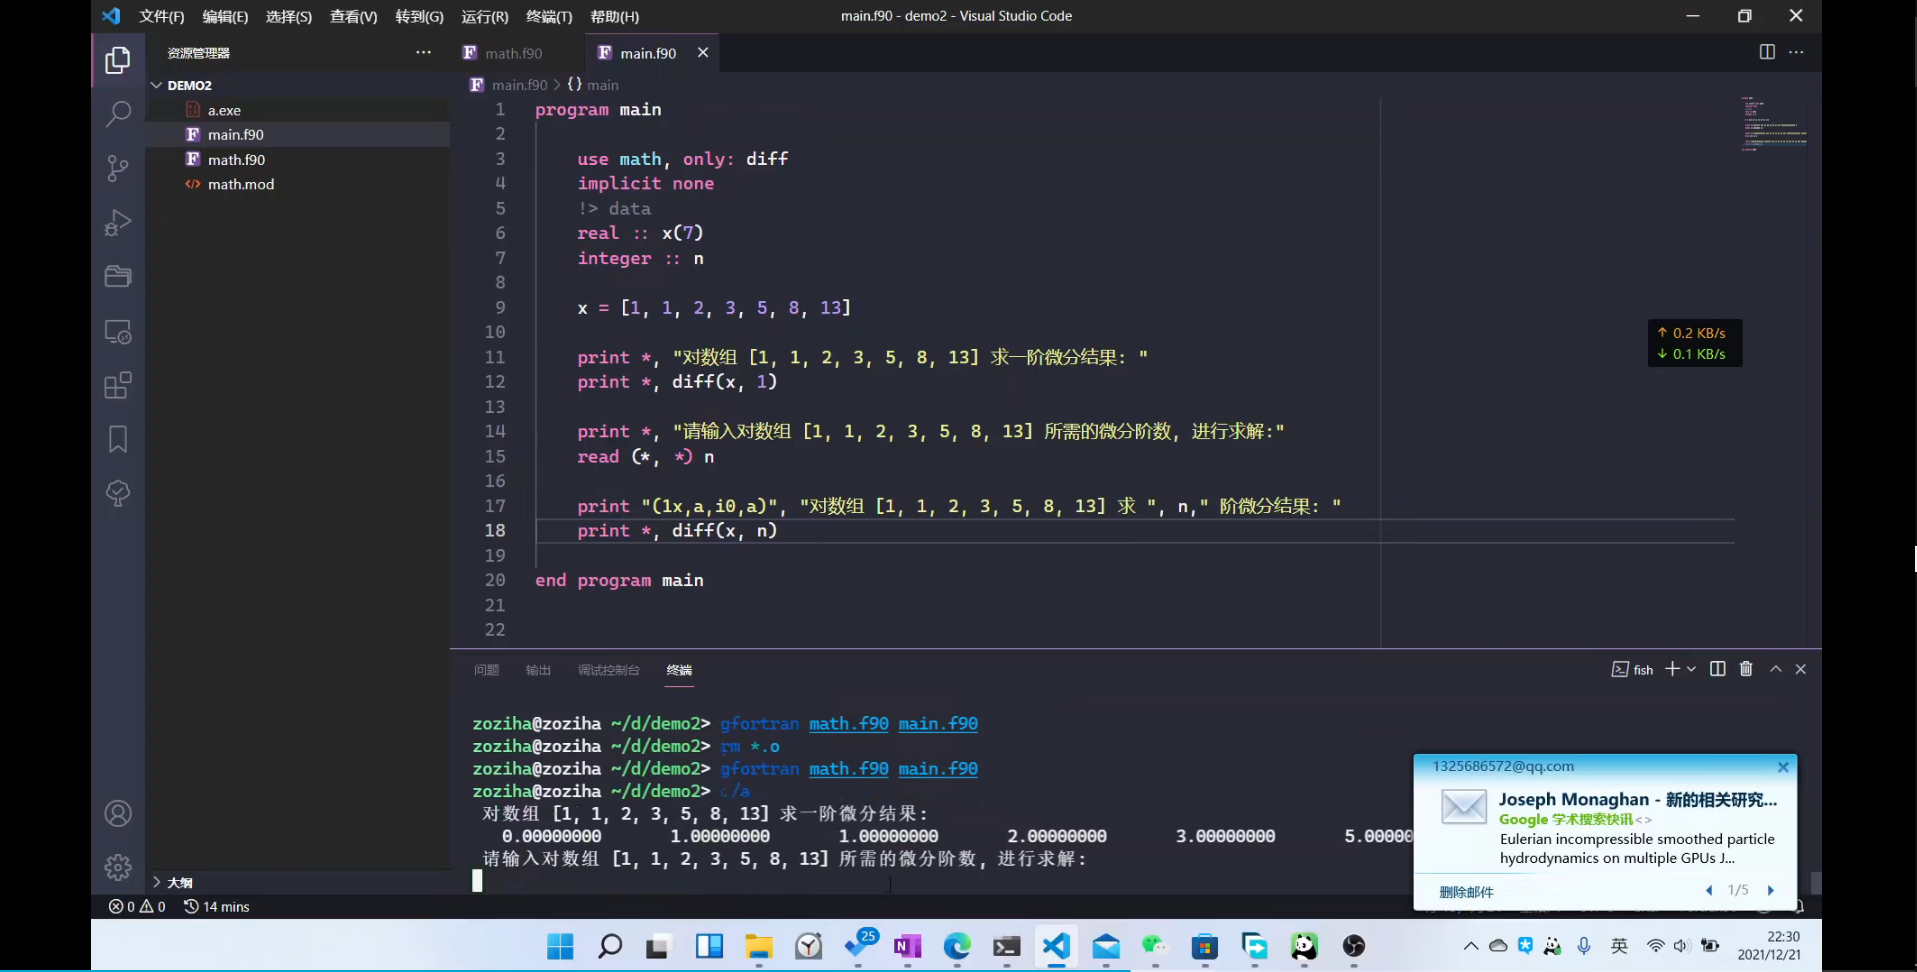 文件(F) 编辑(E) 选择(S) 查看(V) 转到(G) 运行(R) 终端(T) 帮助(H) main.f90 - demo2 - Visual Studio Code
资源管理器 ··· math.f90 main.f90
DEMO2
a.exe
main.f90
math.f90
math.mod
main.f90 > {} main
1 program main
2
3 use math, only: diff
4 implicit none
5 !> data
6 real :: x(7)
7 integer :: n
8
9 x = [1, 1, 2, 3, 5, 8, 13]
10
11 print *, "对数组 [1, 1, 2, 3, 5, 8, 13] 求一阶微分结果: "
12 print *, diff(x, 1)
13
14 print *, "请输入对数组 [1, 1, 2, 3, 5, 8, 13] 所需的微分阶数, 进行求解:"
15 read (*, *) n
16
17 print "(1x,a,i0,a)", "对数组 [1, 1, 2, 3, 5, 8, 13] 求 ", n," 阶微分结果: "
18 print *, diff(x, n)
19
20 end program main
21
22
↑ 0.2 KB/s
↓ 0.1 KB/s
问题 输出 调试控制台 终端 fish
zoziha@zoziha ~/d/demo2> gfortran math.f90 main.f90
zoziha@zoziha ~/d/demo2> rm *.o
zoziha@zoziha ~/d/demo2> gfortran math.f90 main.f90
zoziha@zoziha ~/d/demo2> ./a
对数组 [1, 1, 2, 3, 5, 8, 13] 求一阶微分结果:
0.00000000 1.00000000 1.00000000 2.00000000 3.00000000 5.00000
请输入对数组 [1, 1, 2, 3, 5, 8, 13] 所需的微分阶数, 进行求解:
1325686572@qq.com
Joseph Monaghan - 新的相关研究...
Google 学术搜索快讯<>
Eulerian incompressible smoothed particle
hydrodynamics on multiple GPUs J...
删除邮件 1/5
大纲
0 0 14 mins
25
英
22:30
2021/12/21